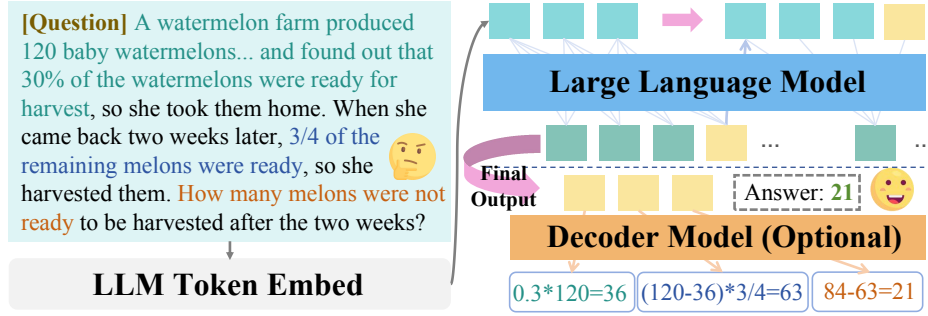 [Question] A watermelon farm produced
120 baby watermelons... and found out that
30% of the watermelons were ready for
harvest, so she took them home. When she
came back two weeks later, 3/4 of the
remaining melons were ready, so she
harvested them. How many melons were not
ready to be harvested after the two weeks?
LLM Token Embed
Large Language Model
...
..
Final
Output
Answer: 21
Decoder Model (Optional)
0.3*120=36
(120-36)*3/4=63
84-63=21